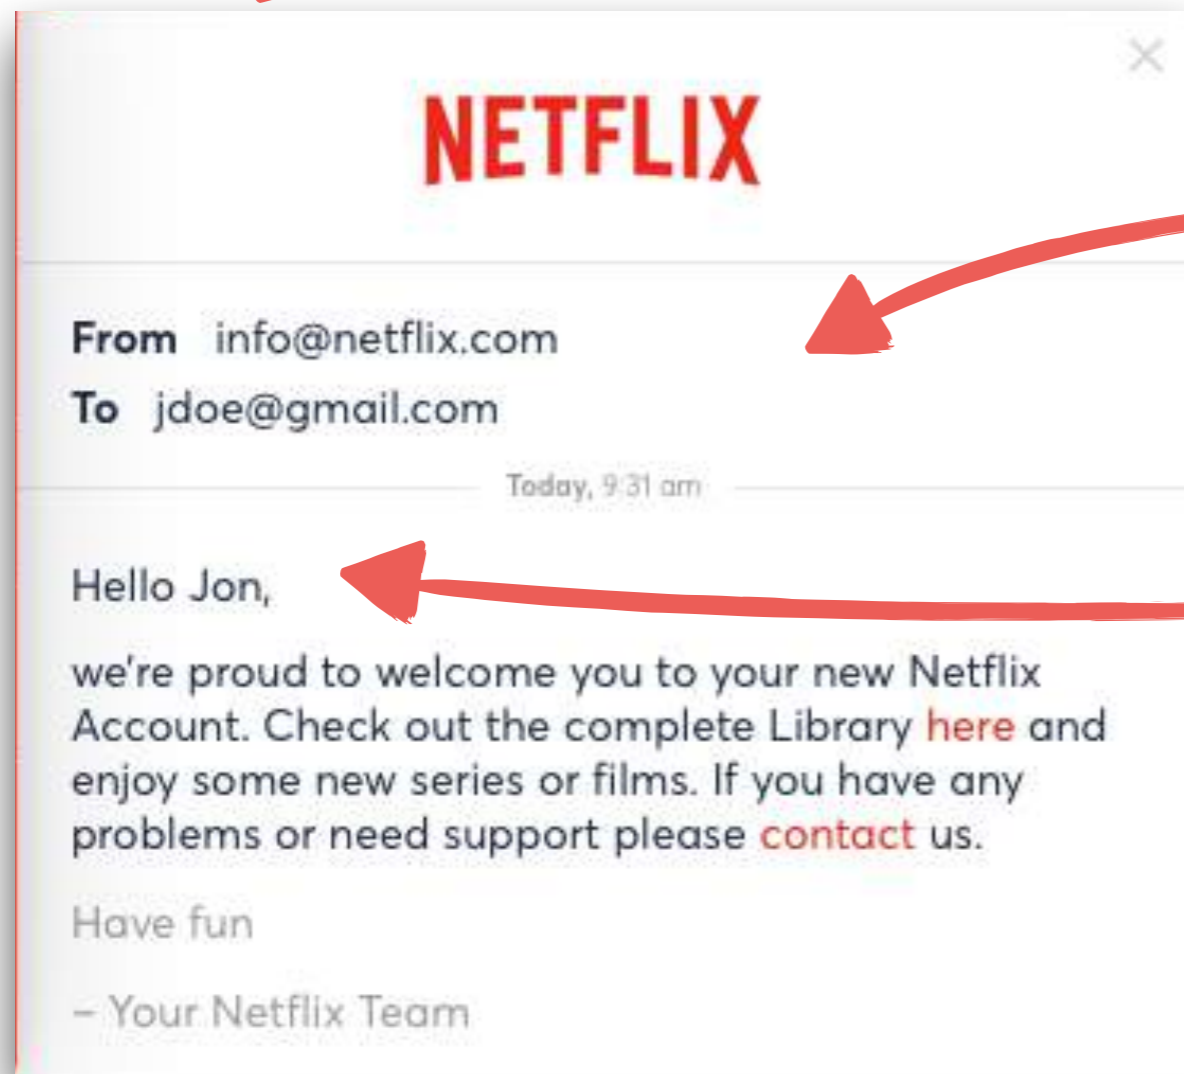 NETFLIX
From info@netflix.com
To jdoe@gmail.com
Today, 9:31 am
Hello Jon,
we're proud to welcome you to your new Netflix
Account. Check out the complete Library here and
enjoy some new series or films. If you have any
problems or need support please contact us.
Have fun
– Your Netflix Team